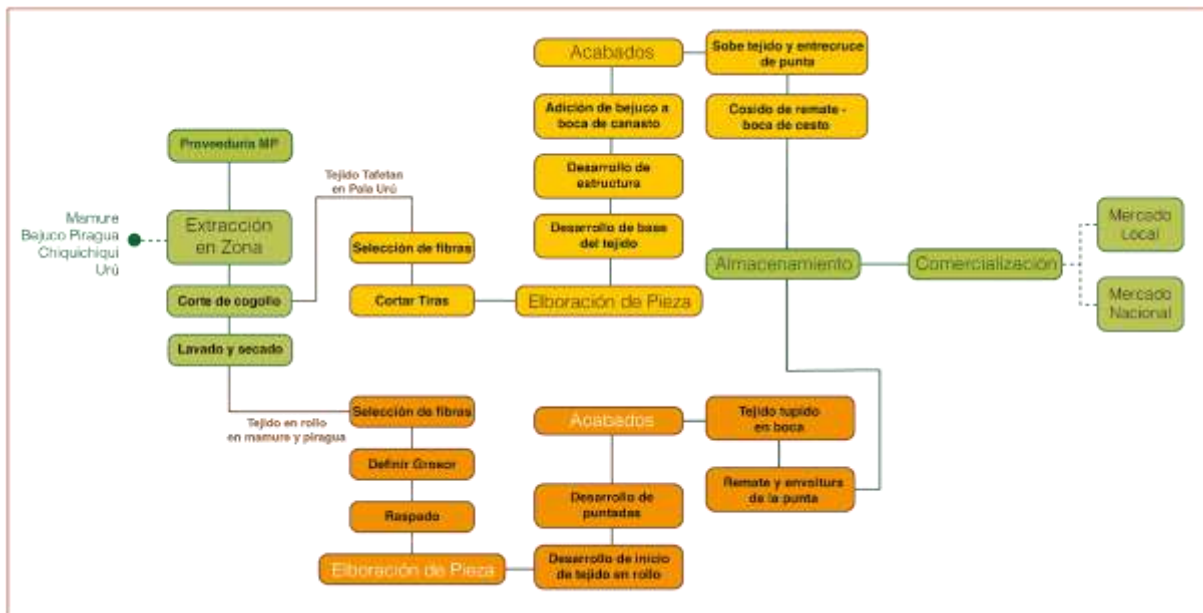 Proveeduria MP
Extracción
en Zona
Mamure
Bejuco Piragua
Chiquichiqui
Urú
Corte de cogollo
Lavado y secado
Tejido Tafetan
en Pala Urú
Selección de fibras
Cortar Tiras
Elboración de Pieza
Desarrollo de base
del tejido
Desarrollo de
estructura
Adición de bejuco a
boca de canasto
Acabados
Sobe tejido y entrecruce
de punta
Cosido de remate -
boca de cesto
Tejido en rollo
en mamure y piragua
Selección de fibras
Definir Grosor
Raspado
Elboración de Pieza
Desarrollo de inicio
de tejido en rollo
Desarrollo de
puntadas
Acabados
Tejido tupido
en boca
Remate y envoltura
de la punta
Almacenamiento
Comercialización
Mercado
Local
Mercado
Nacional